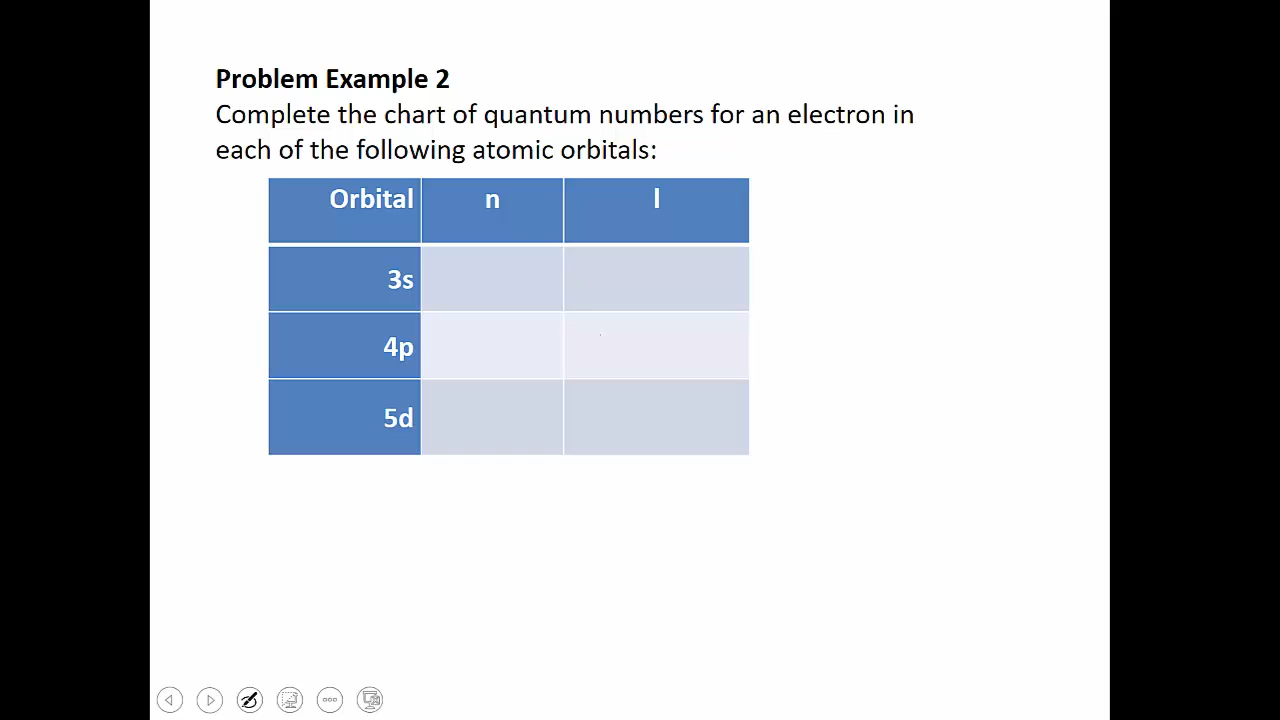 Problem Example 2
Complete the chart of quantum numbers for an electron in
each of the following atomic orbitals:
Orbital n l
3s
4p
5d